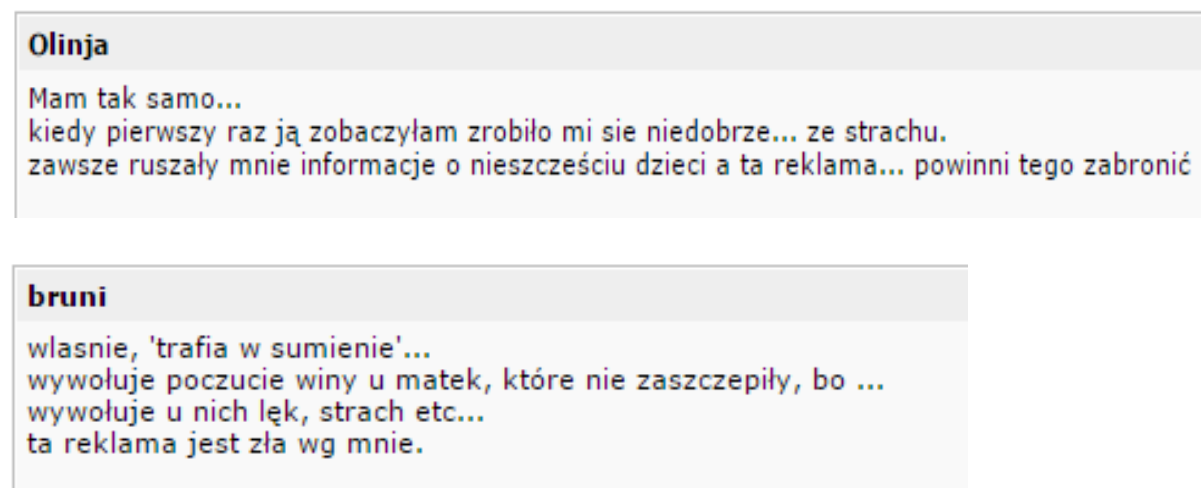 Olinja
Mam tak samo...
kiedy pierwszy raz ją zobaczyłam zrobiło mi sie niedobrze... ze strachu.
zawsze ruszały mnie informacje o nieszcześciu dzieci a ta reklama... powinni tego zabronić
bruni
wlasnie, 'trafia w sumienie'...
wywołuje poczucie winy u matek, które nie zaszczepiły, bo ...
wywołuje u nich lęk, strach etc...
ta reklama jest zła wg mnie.